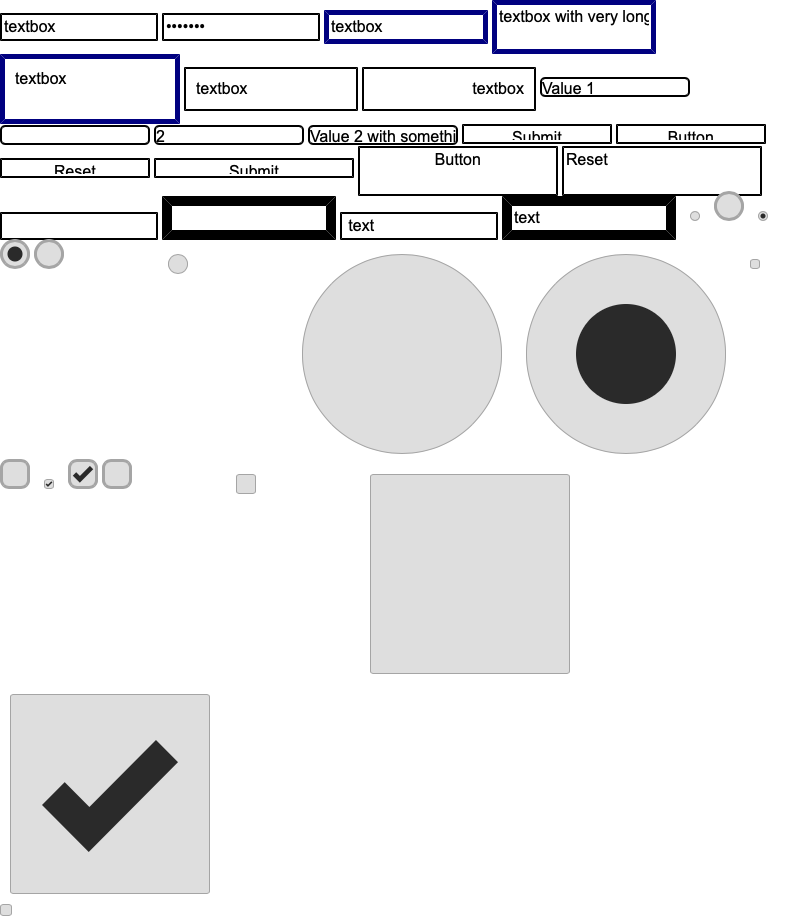 textbox ••••••• textbox textbox with very long
textbox textbox textbox Value 1
2 Value 2 with somethi Submit Button
Reset Submit Button Reset
text text